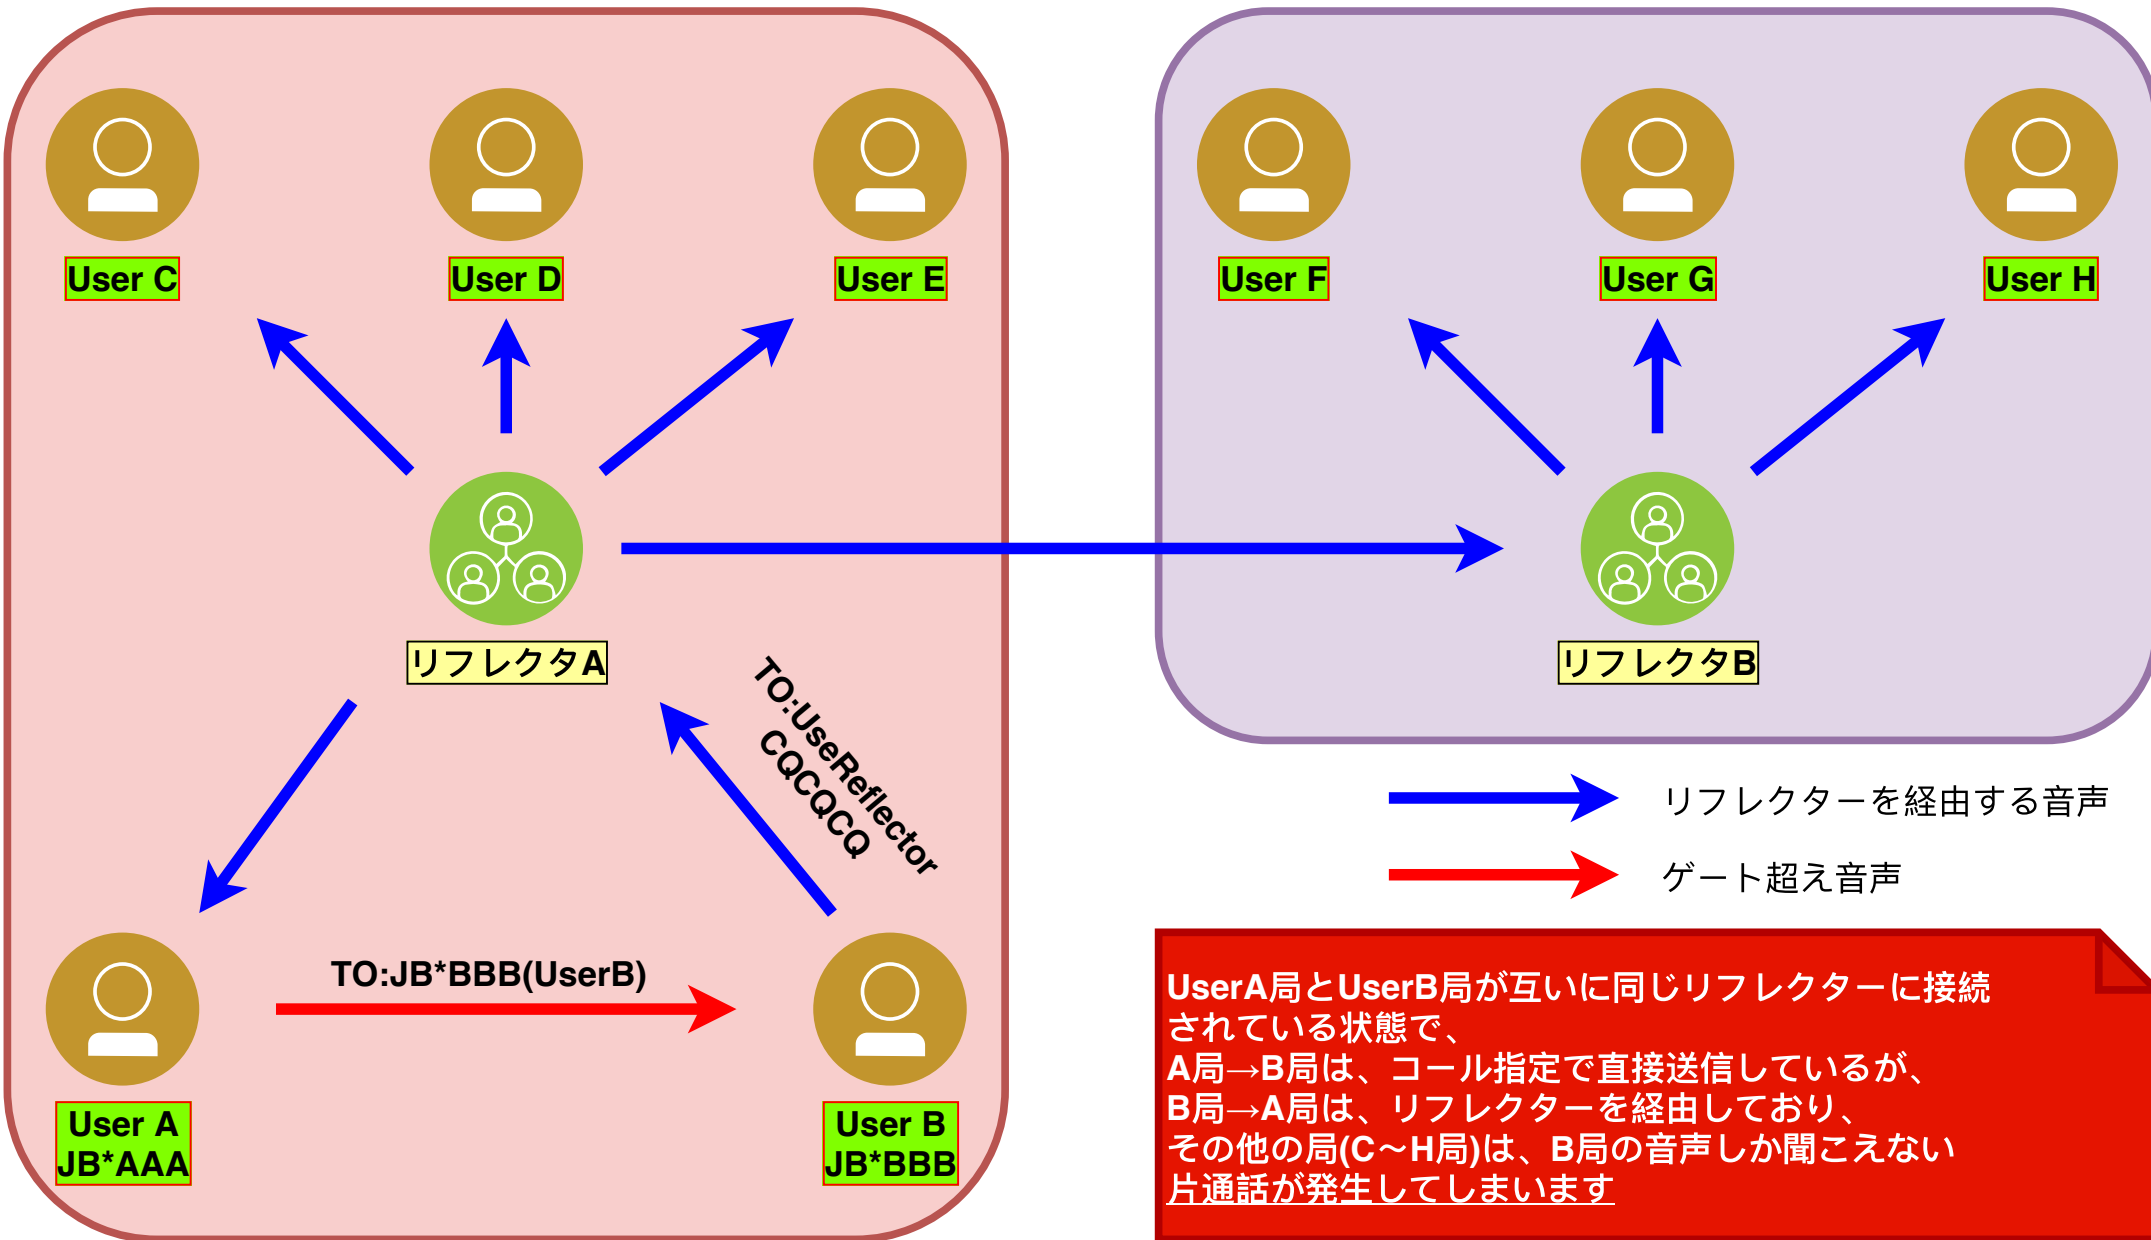 User C
User D
User E
User F
User G
User H
リフレクタA
リフレクタB
TO:UseReflector
CQCQCQ
リフレクターを経由する音声
ゲート超え音声
TO:JB*BBB(UserB)
User A
JB*AAA
User B
JB*BBB
UserA局とUserB局が互いに同じリフレクターに接続
されている状態で、
A局→B局は、コール指定で直接送信しているが、
B局→A局は、リフレクターを経由しており、
その他の局(C～H局)は、B局の音声しか聞こえない
片通話が発生してしまいます